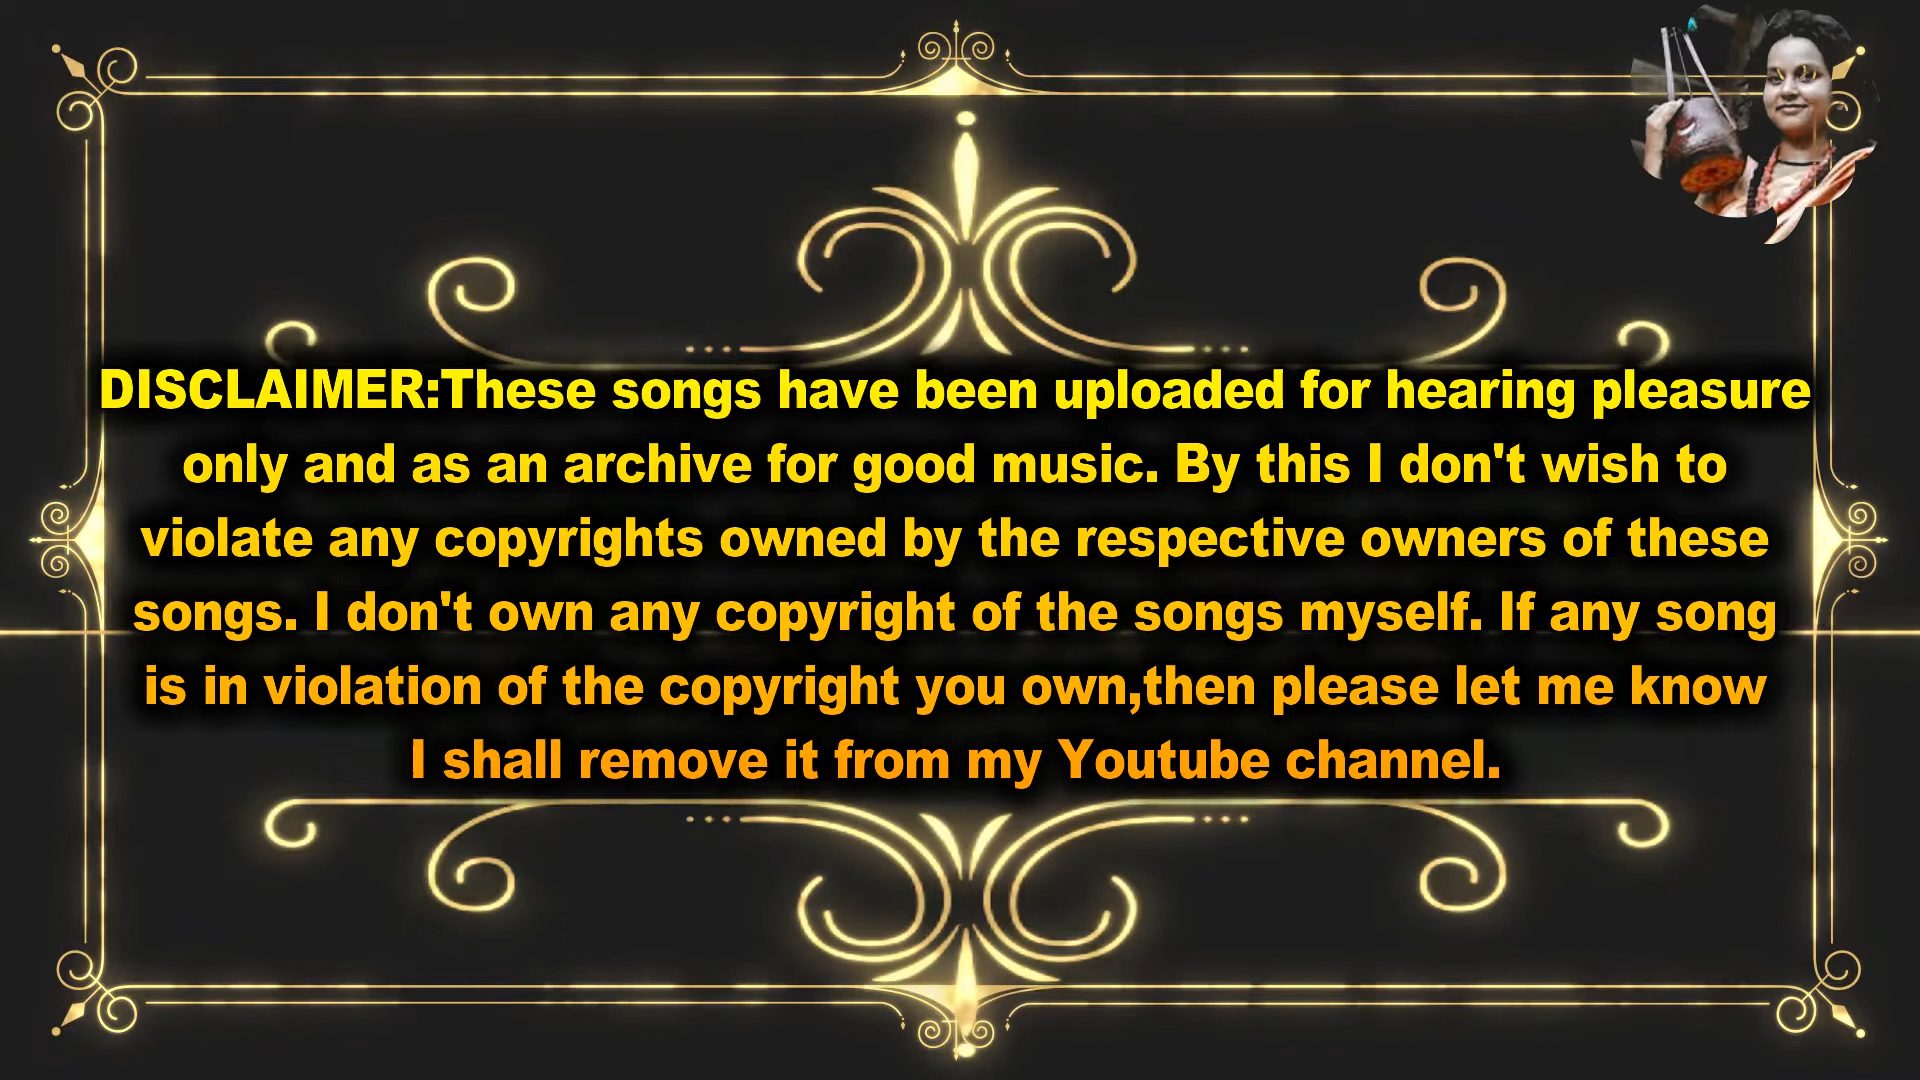 DISCLAIMER:These songs have been uploaded for hearing pleasure
only and as an archive for good music. By this I don't wish to
violate any copyrights owned by the respective owners of these
songs. I don't own any copyright of the songs myself. If any song
is in violation of the copyright you own,then please let me know
I shall remove it from my Youtube channel.